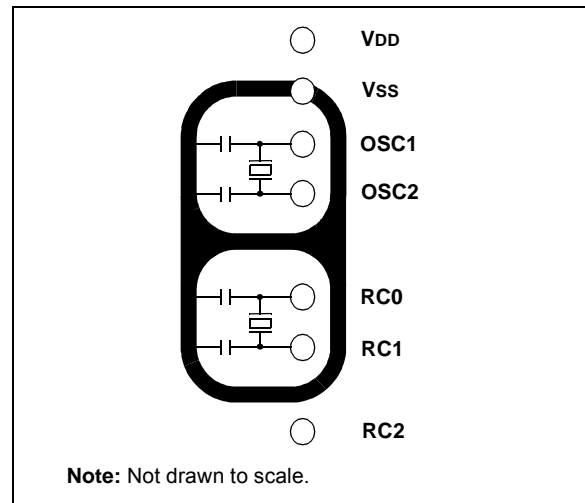 VDD
VSS
OSC1
OSC2
RC0
RC1
RC2
Note: Not drawn to scale.